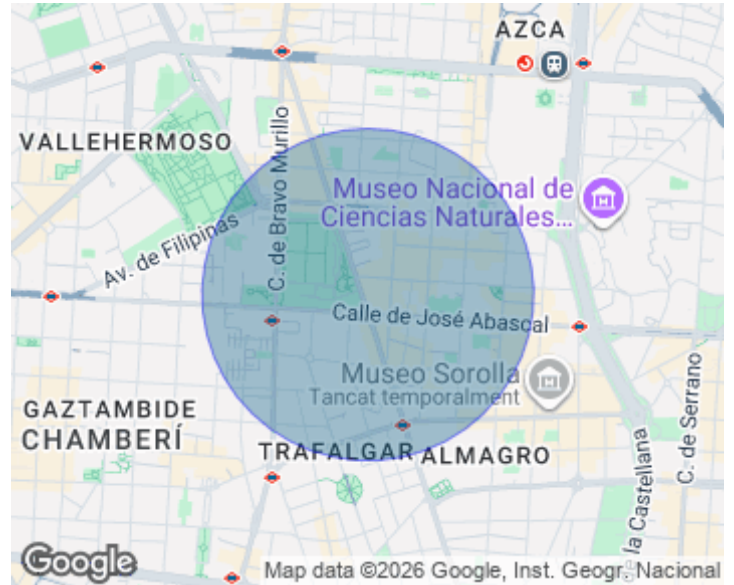 AZCA
VALLEHERMOSO
C. de Bravo Murillo
Museo Nacional de
Ciencias Naturales...
Av. de Filipinas
Calle de José Abascal
Museo Sorolla
Tancat temporalment
GAZTAMBIDE
CHAMBERÍ
TRAFALGAR
ALMAGRO
C. de Serrano
de la Castellana
Google
Map data ©2026 Google, Inst. Geogr. Nacional